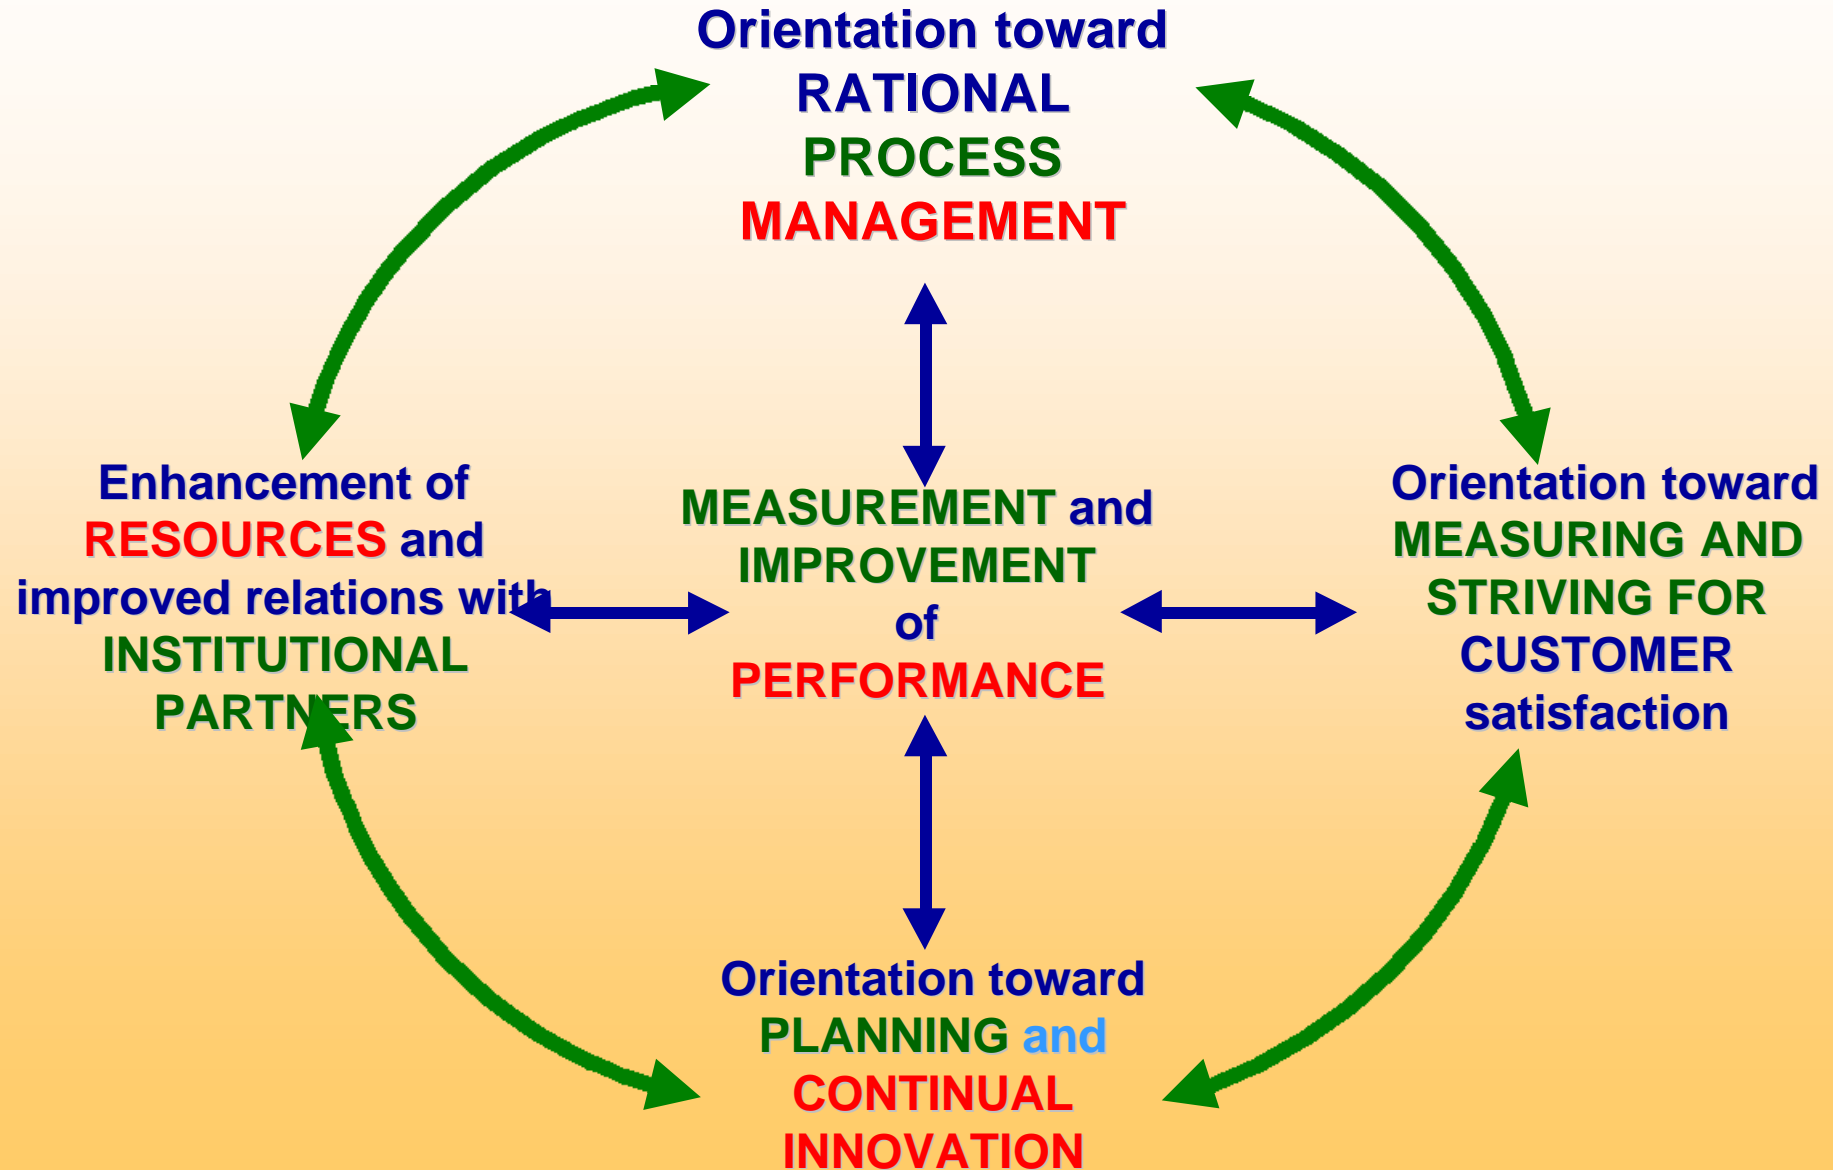 Orientation toward
RATIONAL
PROCESS
MANAGEMENT
Enhancement of
RESOURCES and
improved relations with
INSTITUTIONAL
PARTNERS
MEASUREMENT and
IMPROVEMENT
of
PERFORMANCE
Orientation toward
MEASURING AND
STRIVING FOR
CUSTOMER
satisfaction
Orientation toward
PLANNING and
CONTINUAL
INNOVATION